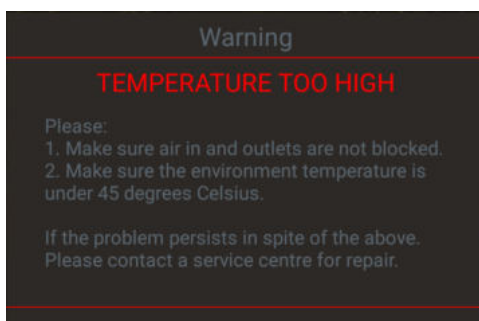 Warning
TEMPERATURE TOO HIGH
Please:
1. Make sure air in and outlets are not blocked.
2. Make sure the environment temperature is
under 45 degrees Celsius.
If the problem persists in spite of the above.
Please contact a service centre for repair.